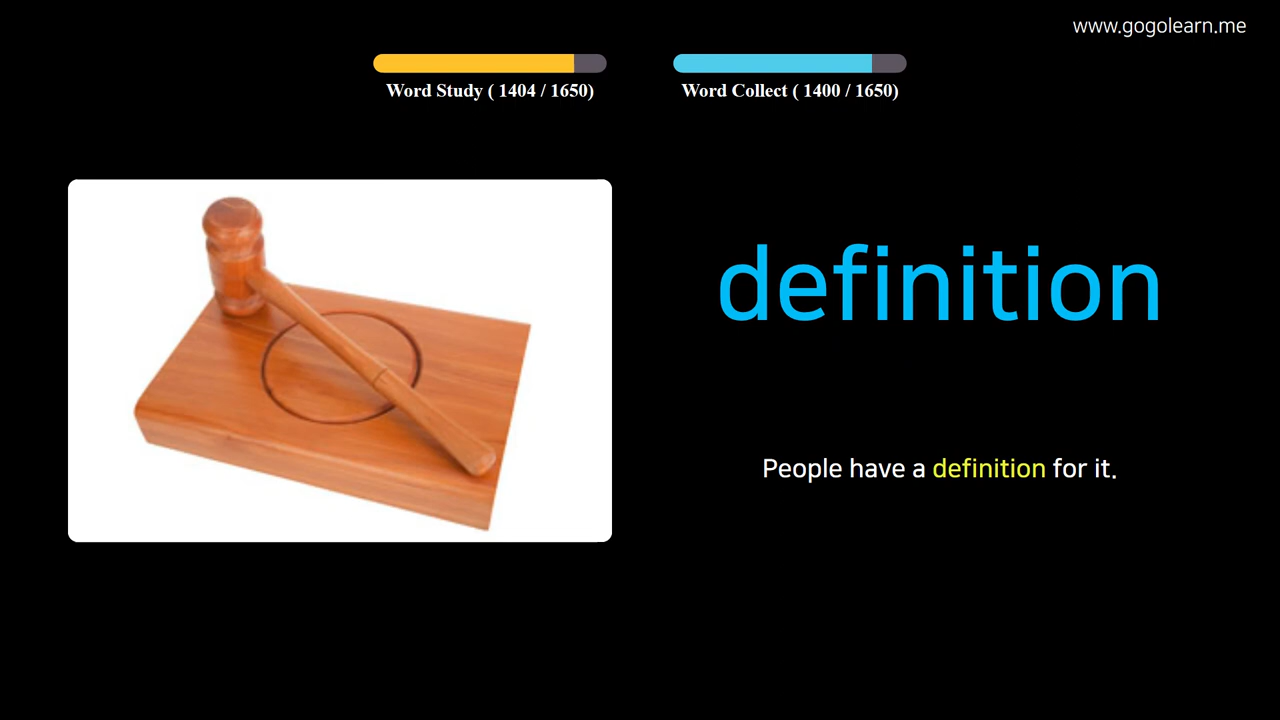 www.gogolearn.me
Word Study ( 1404 / 1650)
Word Collect ( 1400 / 1650)
definition
People have a definition for it.